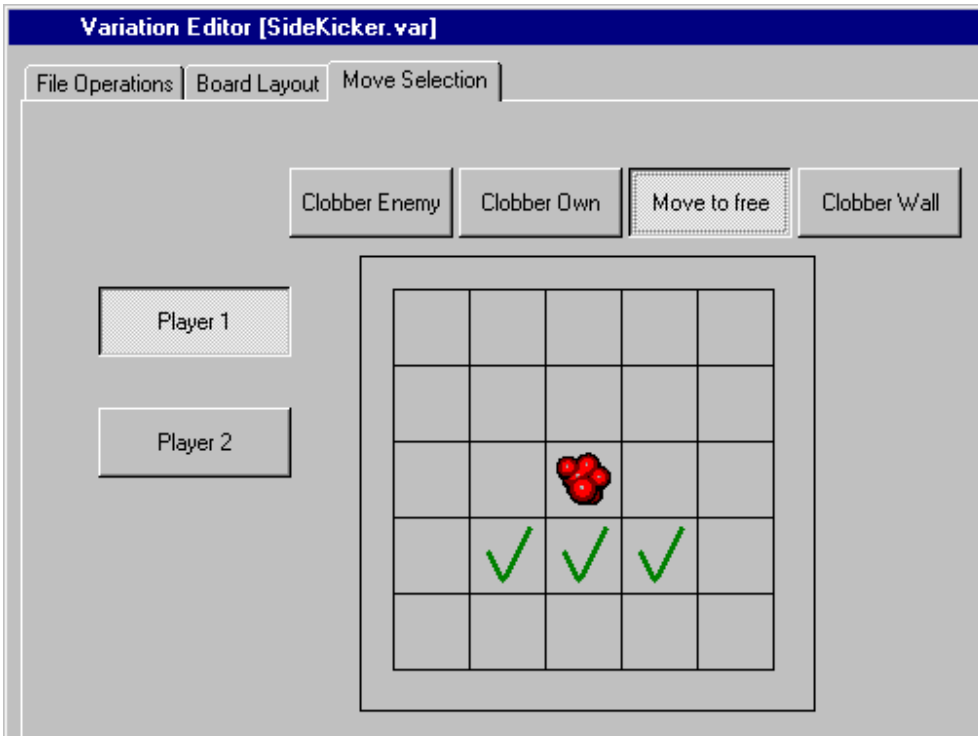 Variation Editor [SideKicker.var]
File Operations Board Layout Move Selection
Clobber Enemy Clobber Own Move to free Clobber Wall
Player 1
Player 2